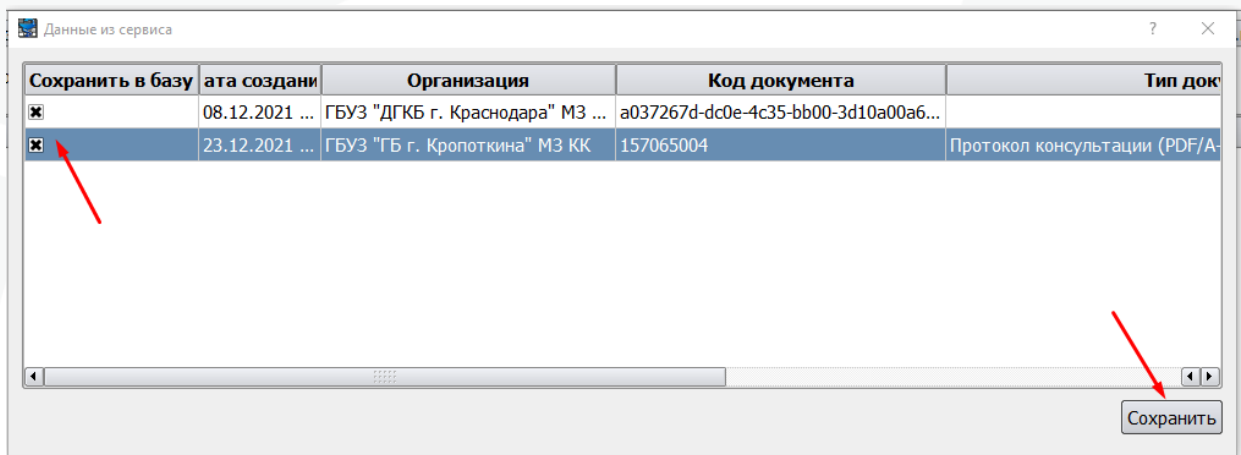 Данные из сервиса ?
Сохранить в базу ата создани Организация Код документа Тип док
08.12.2021 ... ГБУЗ "ДГКБ г. Краснодара" МЗ ... a037267d-dc0e-4c35-bb00-3d10a00a6...
23.12.2021 ... ГБУЗ "ГБ г. Кропоткина" МЗ КК 157065004 Протокол консультации (PDF/A-
Сохранить